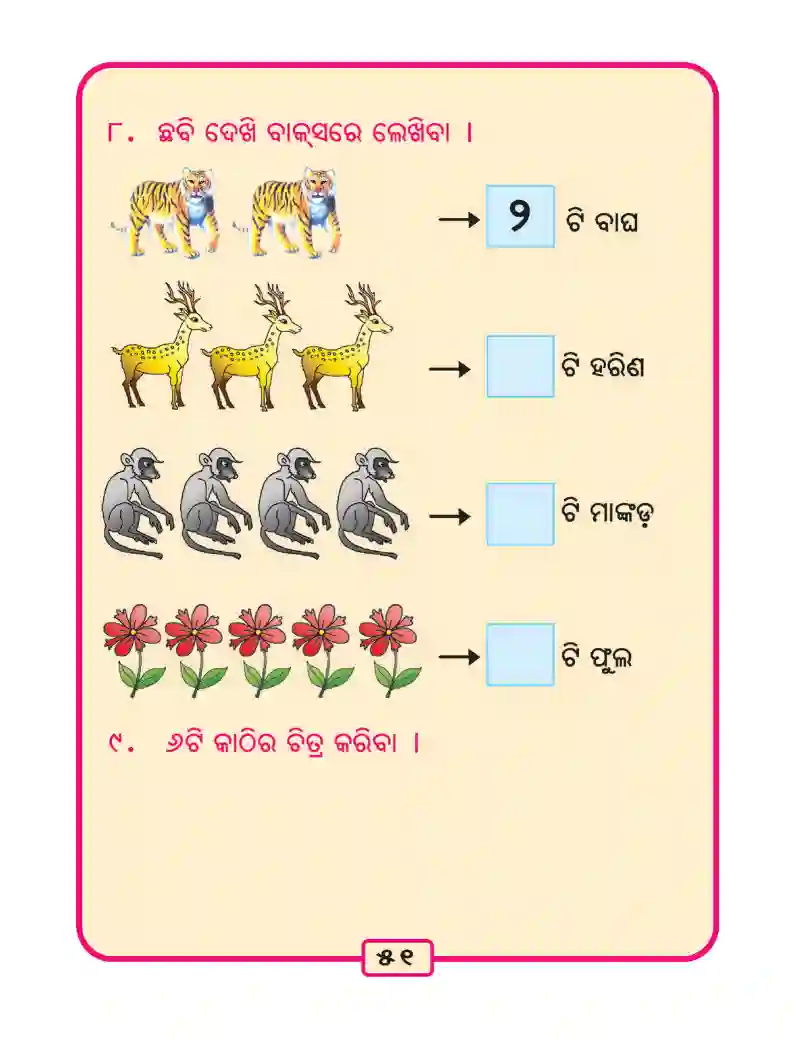 ୮. ଛବି ଦେଖି ବାକ୍ସରେ ଲେଖିବା ।
୨ ଟି ବାଘ
ଟି ହରିଣ
ଟି ମାଙ୍କଡ଼
ଟି ଫୁଲ
୯. ୬ଟି କାଠିର ଚିତ୍ର କରିବା ।
୫୧